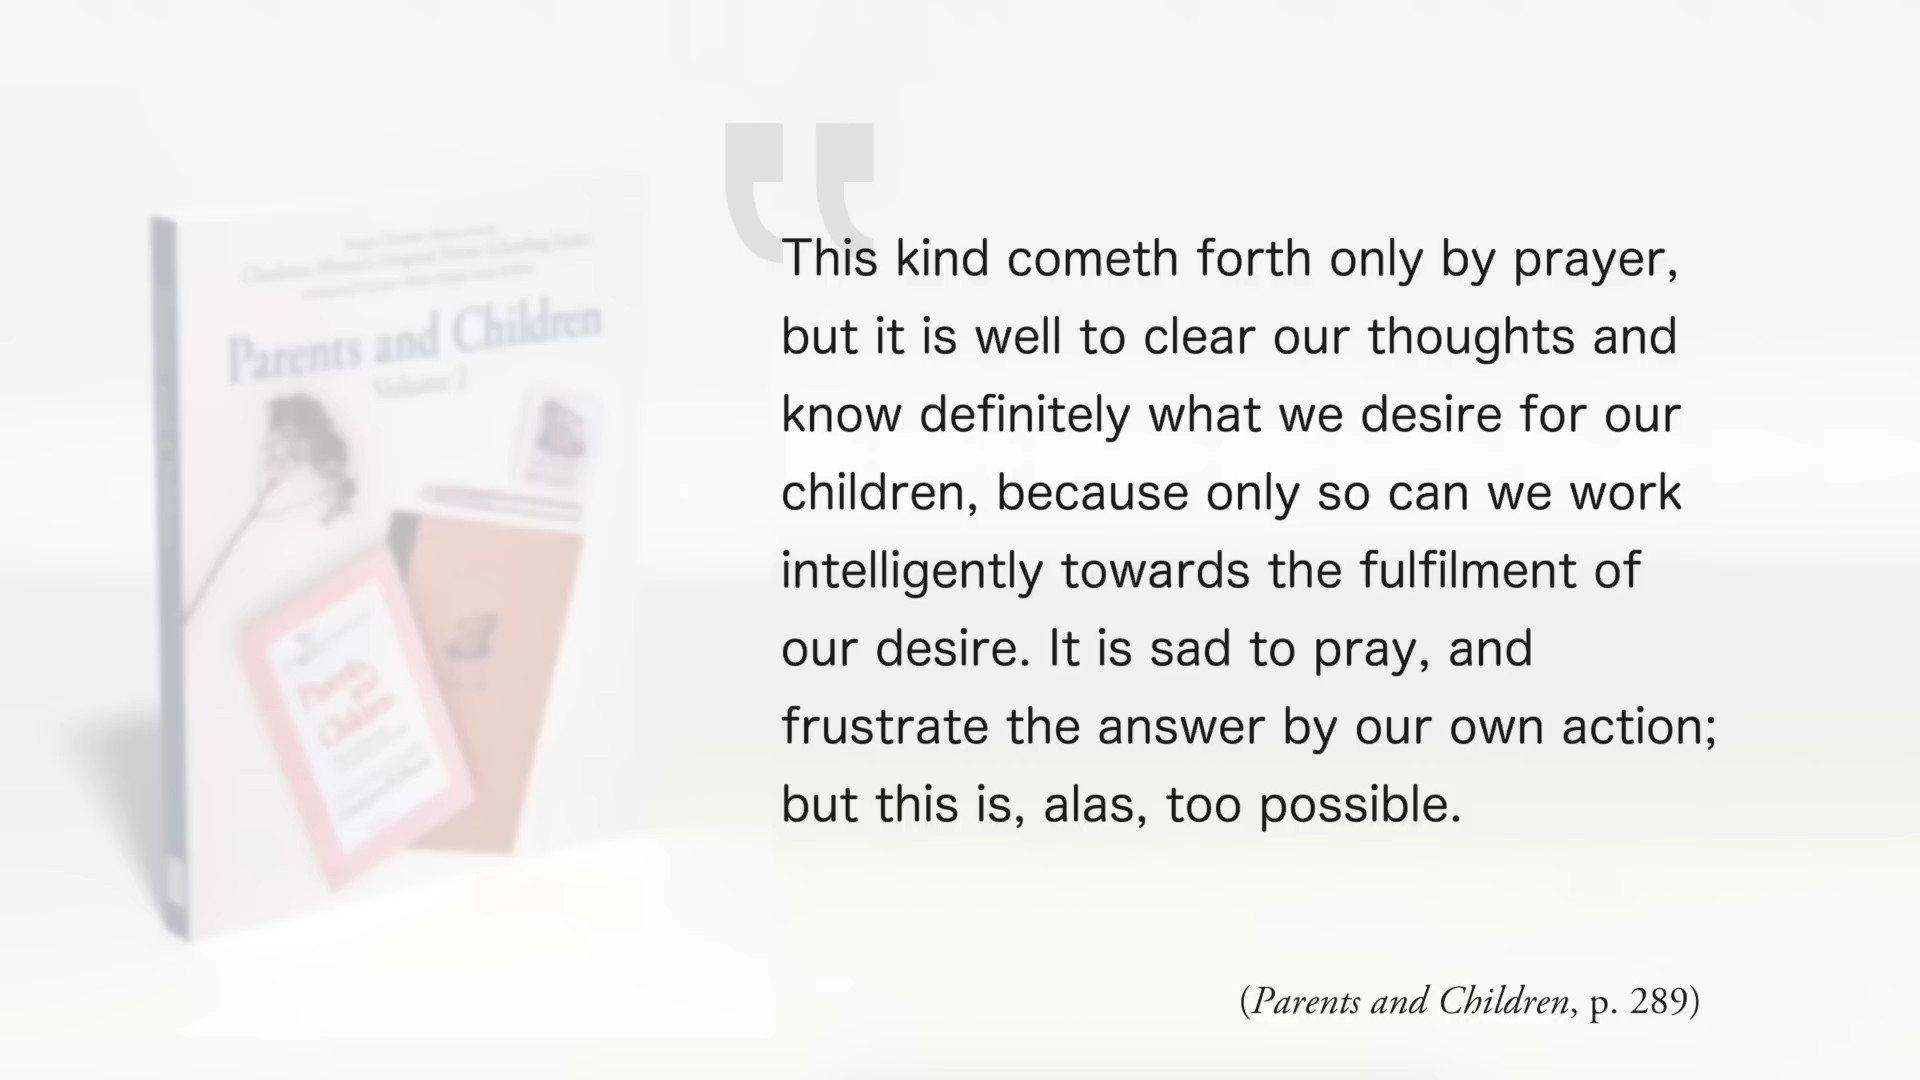 Parents and Children
Volume 2
This kind cometh forth only by prayer,
but it is well to clear our thoughts and
know definitely what we desire for our
children, because only so can we work
intelligently towards the fulfilment of
our desire. It is sad to pray, and
frustrate the answer by our own action;
but this is, alas, too possible.
(Parents and Children, p. 289)